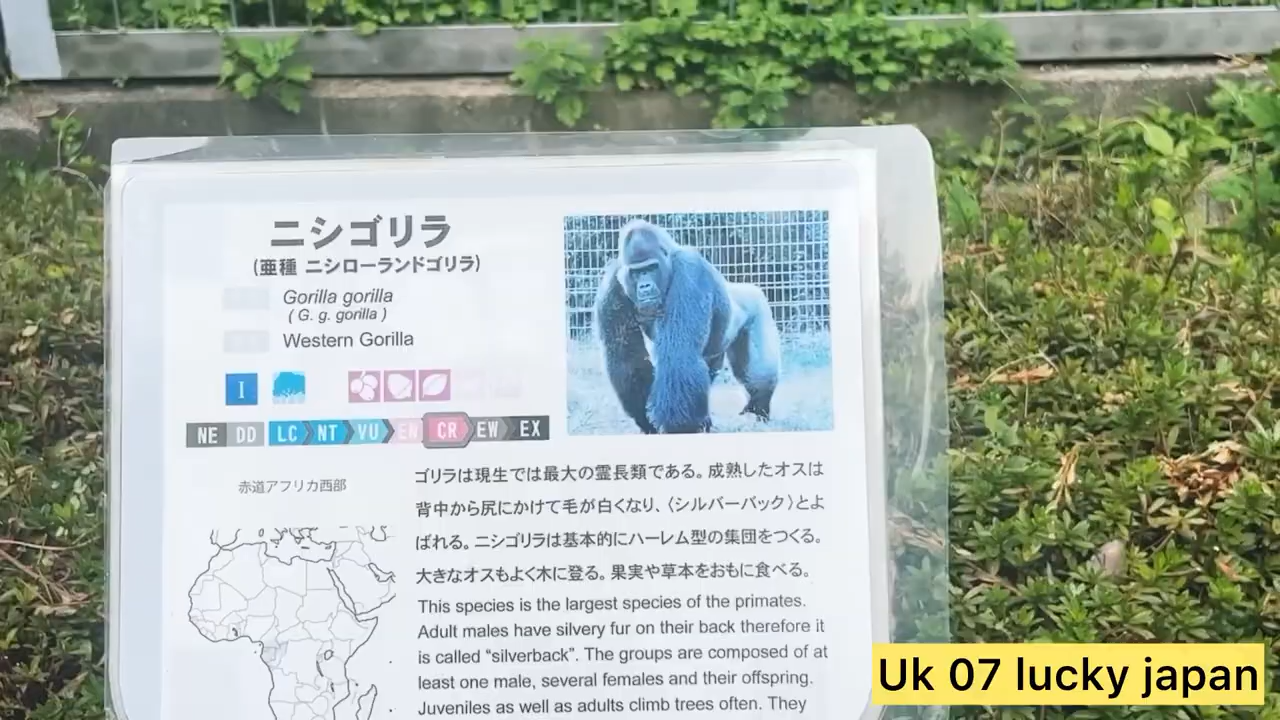 ニシゴリラ
(亜種 ニシローランドゴリラ)
Gorilla gorilla
( G. g. gorilla )
Western Gorilla
I
NE DD LC NT VU EN CR EW EX
赤道アフリカ西部
ゴリラは現生では最大の霊長類である。成熟したオスは
背中から尻にかけて毛が白くなり、〈シルバーバック〉とよ
ばれる。ニシゴリラは基本的にハーレム型の集団をつくる。
大きなオスもよく木に登る。果実や草本をおもに食べる。
This species is the largest species of the primates.
Adult males have silvery fur on their back therefore it
is called “silverback”. The groups are composed of at
least one male, several females and their offspring.
Juveniles as well as adults climb trees often. They
Uk 07 lucky japan